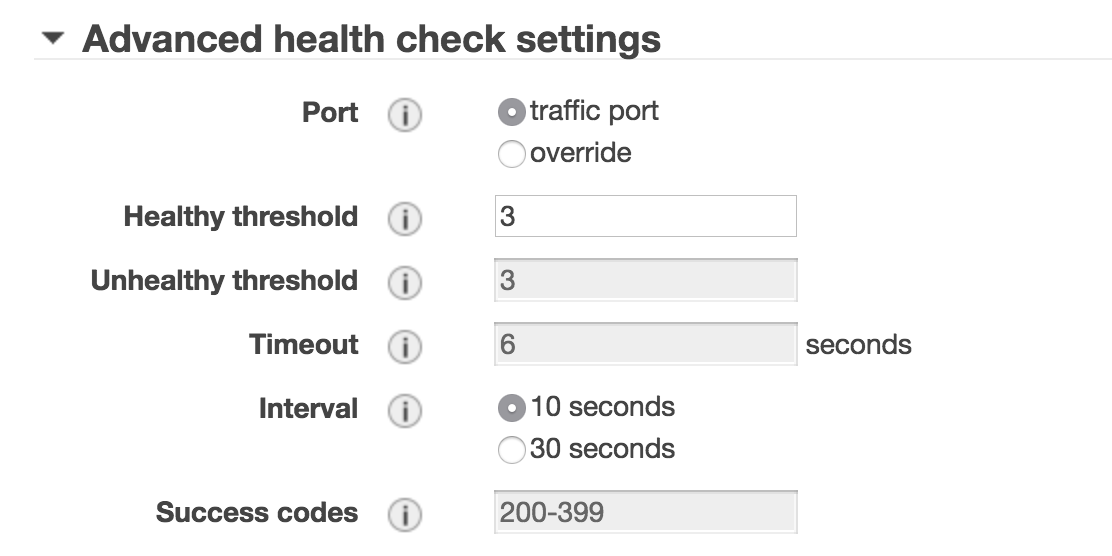 Advanced health check settings
Port i traffic port
override
Healthy threshold i 3
Unhealthy threshold i 3
Timeout i 6 seconds
Interval i 10 seconds
30 seconds
Success codes i 200-399